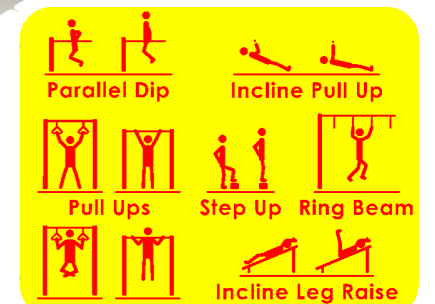 Parallel Dip
Incline Pull Up
Pull Ups
Step Up
Ring Beam
Incline Leg Raise